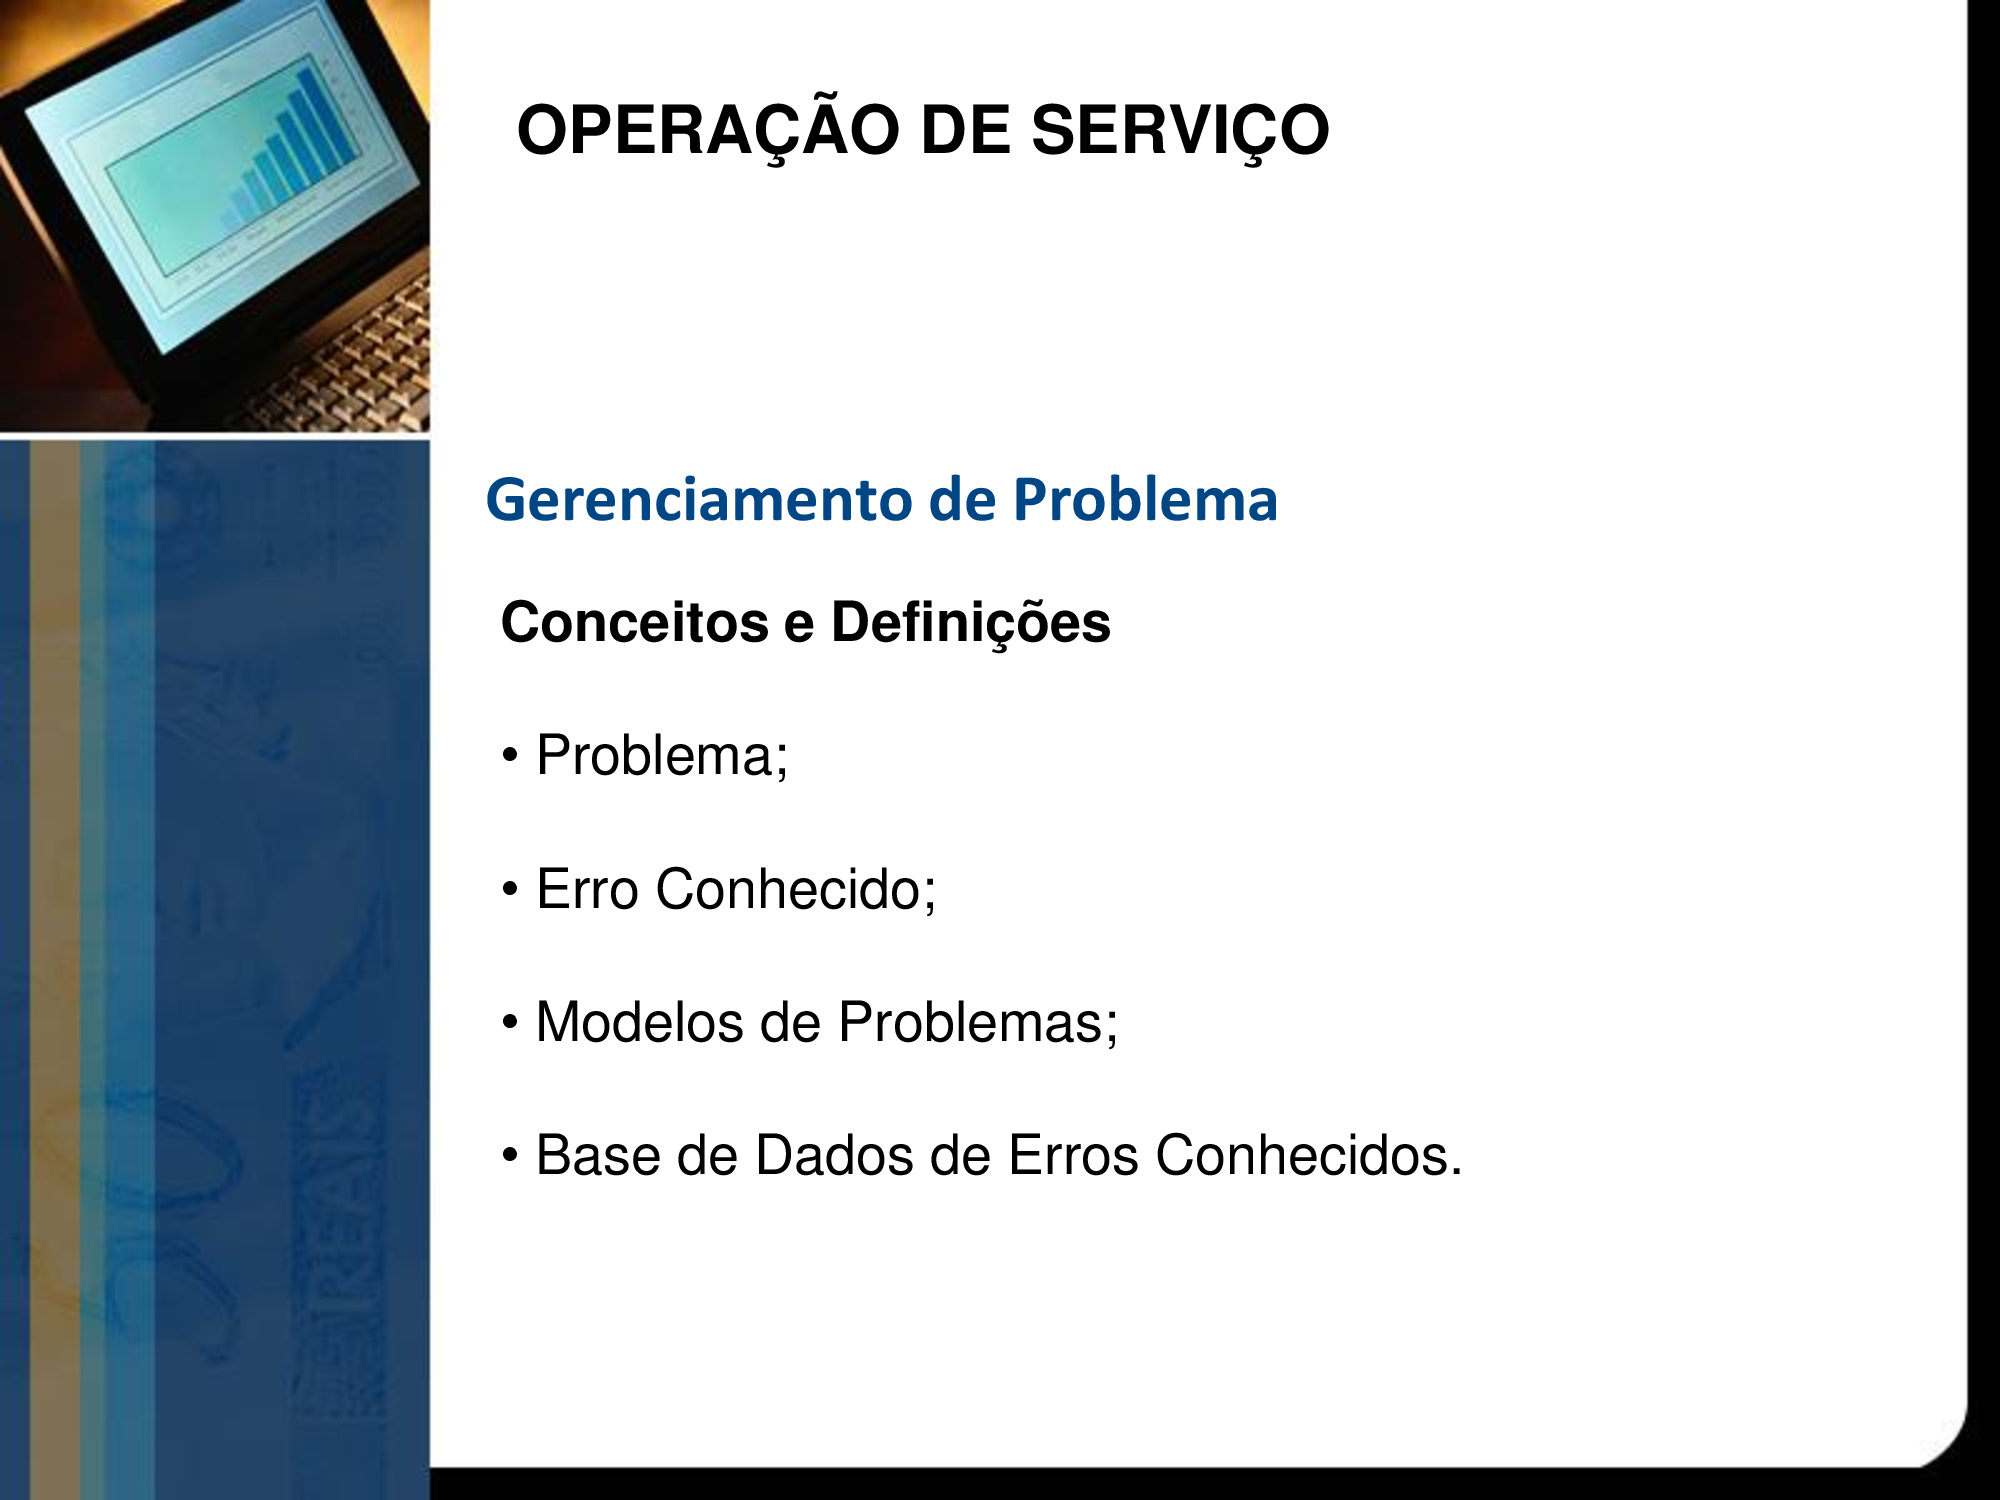 OPERAÇÃO DE SERVIÇO
Gerenciamento de Problema
Conceitos e Definições
• Problema;
• Erro Conhecido;
• Modelos de Problemas;
• Base de Dados de Erros Conhecidos.
REAIS